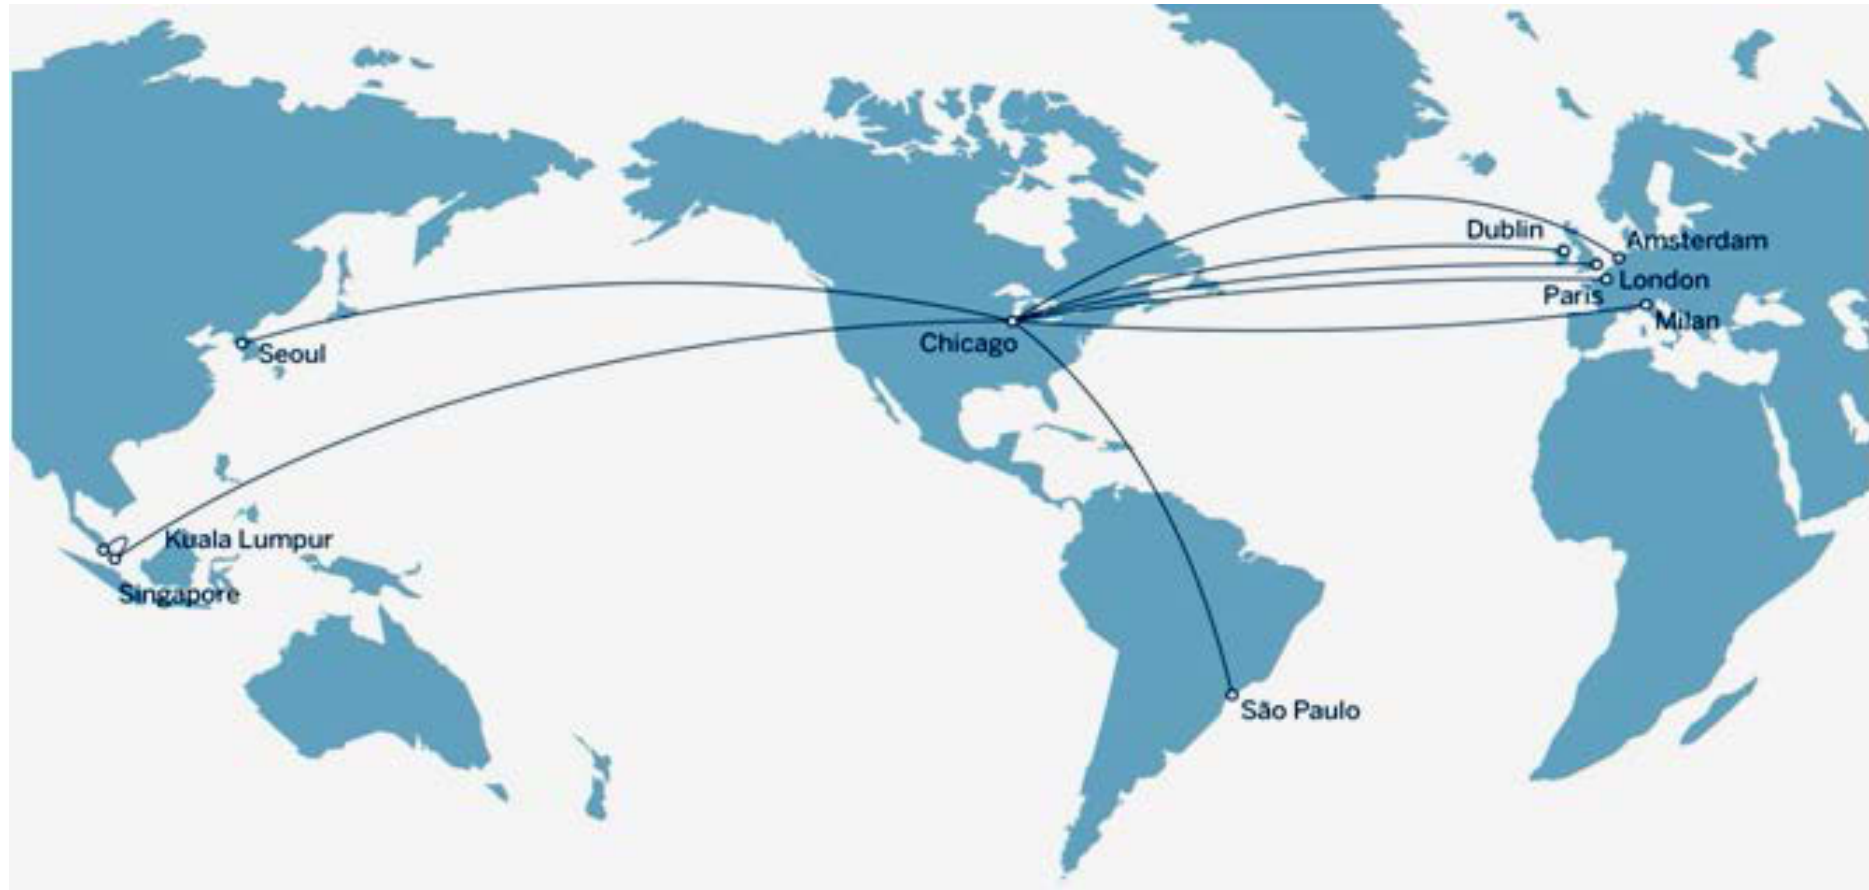 Dublin
Amsterdam
London
Paris
Milan
Chicago
Seoul
Kuala Lumpur
Singapore
São Paulo